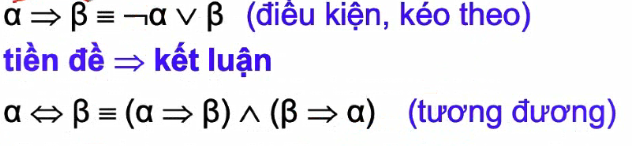 α ⇒ β ≡ ¬α ∨ β (điều kiện, kéo theo)
tiền đề ⇒ kết luận
α ⇔ β ≡ (α ⇒ β) ∧ (β ⇒ α) (tương đương)